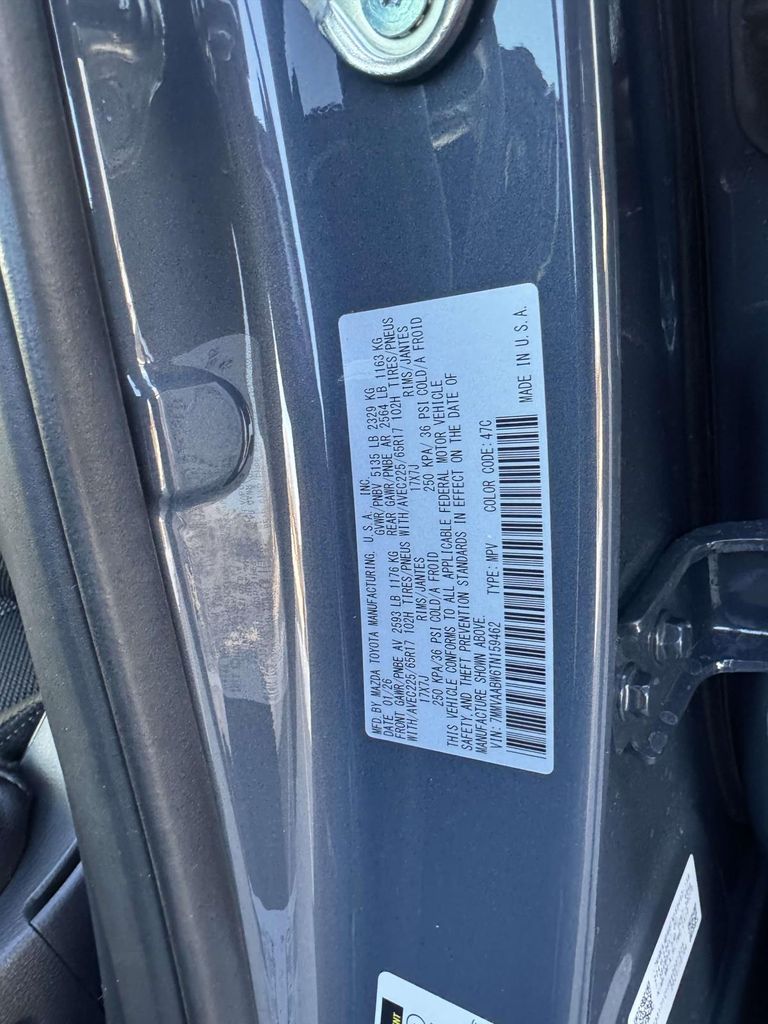 MFD. BY MAZDA TOYOTA MANUFACTURING, U.S.A., INC.
DATE 01/26 GVWR/PNBV 5135 LB 2329 KG
FRONT GAWR/PNBE AV 2593 LB 1176 KG REAR GAWR/PNBE AR 2564 LB 1163 KG
WITH/AVEC225/65R17 102H TIRES/PNEUS WITH/AVEC225/65R17 102H TIRES/PNEUS
17X7J RIMS/JANTES 17X7J RIMS/JANTES
250 KPA/36 PSI COLD/A FROID 250 KPA/ 36 PSI COLD/A FROID
THIS VEHICLE CONFORMS TO ALL APPLICABLE FEDERAL MOTOR VEHICLE
SAFETY, AND THEFT PREVENTION STANDARDS IN EFFECT ON THE DATE OF
MANUFACTURE SHOWN ABOVE.
VIN: 7MMVAABW6TN159462 TYPE: MPV COLOR CODE: 47C
MADE IN U.S.A.